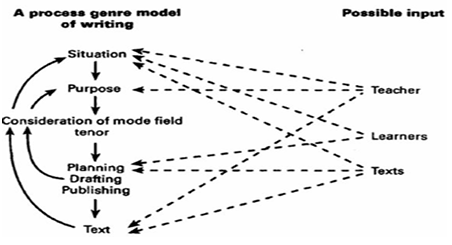 A process genre model
of writing
Possible input
Situation
Purpose
Teacher
Consideration of mode field
tenor
Learners
Planning
Drafting
Publishing
Texts
Text